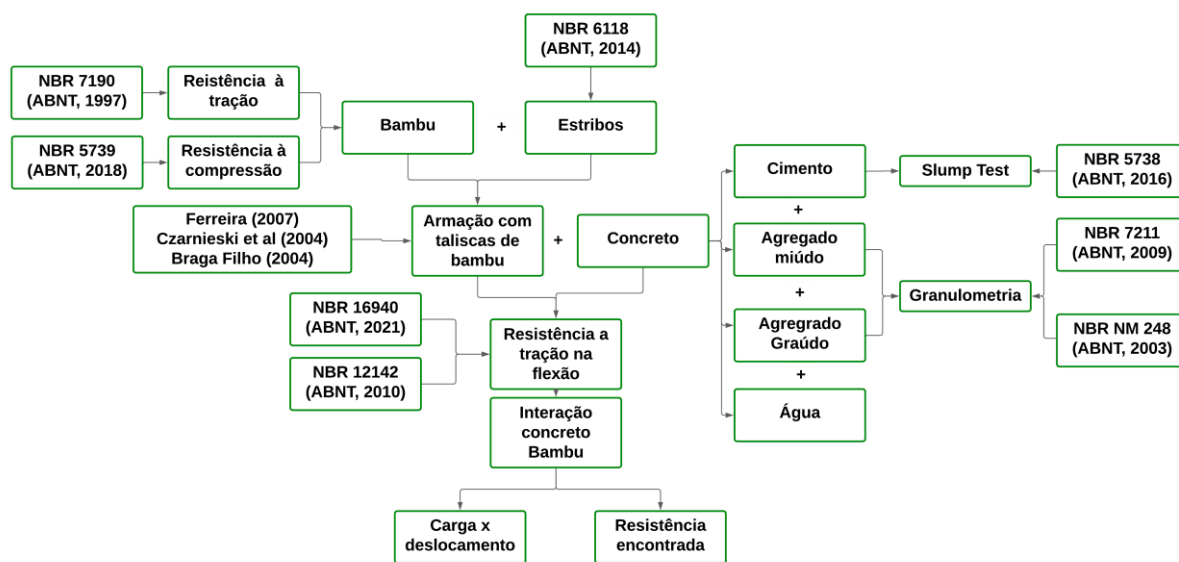 NBR 6118
(ABNT, 2014)
NBR 7190
(ABNT, 1997)
Reistência à
tração
Bambu
+
Estribos
NBR 5739
(ABNT, 2018)
Resistência à
compressão
Cimento
Slump Test
NBR 5738
(ABNT, 2016)
+
Ferreira (2007)
Czarnieski et al (2004)
Braga Filho (2004)
Armação com
taliscas de
bambu
+
Concreto
Agregado
miúdo
NBR 7211
(ABNT, 2009)
+
Granulometria
NBR 16940
(ABNT, 2021)
Resistência a
tração na
flexão
Agregrado
Graúdo
NBR NM 248
(ABNT, 2003)
NBR 12142
(ABNT, 2010)
+
Interação
concreto
Bambu
Água
Carga x
deslocamento
Resistência
encontrada